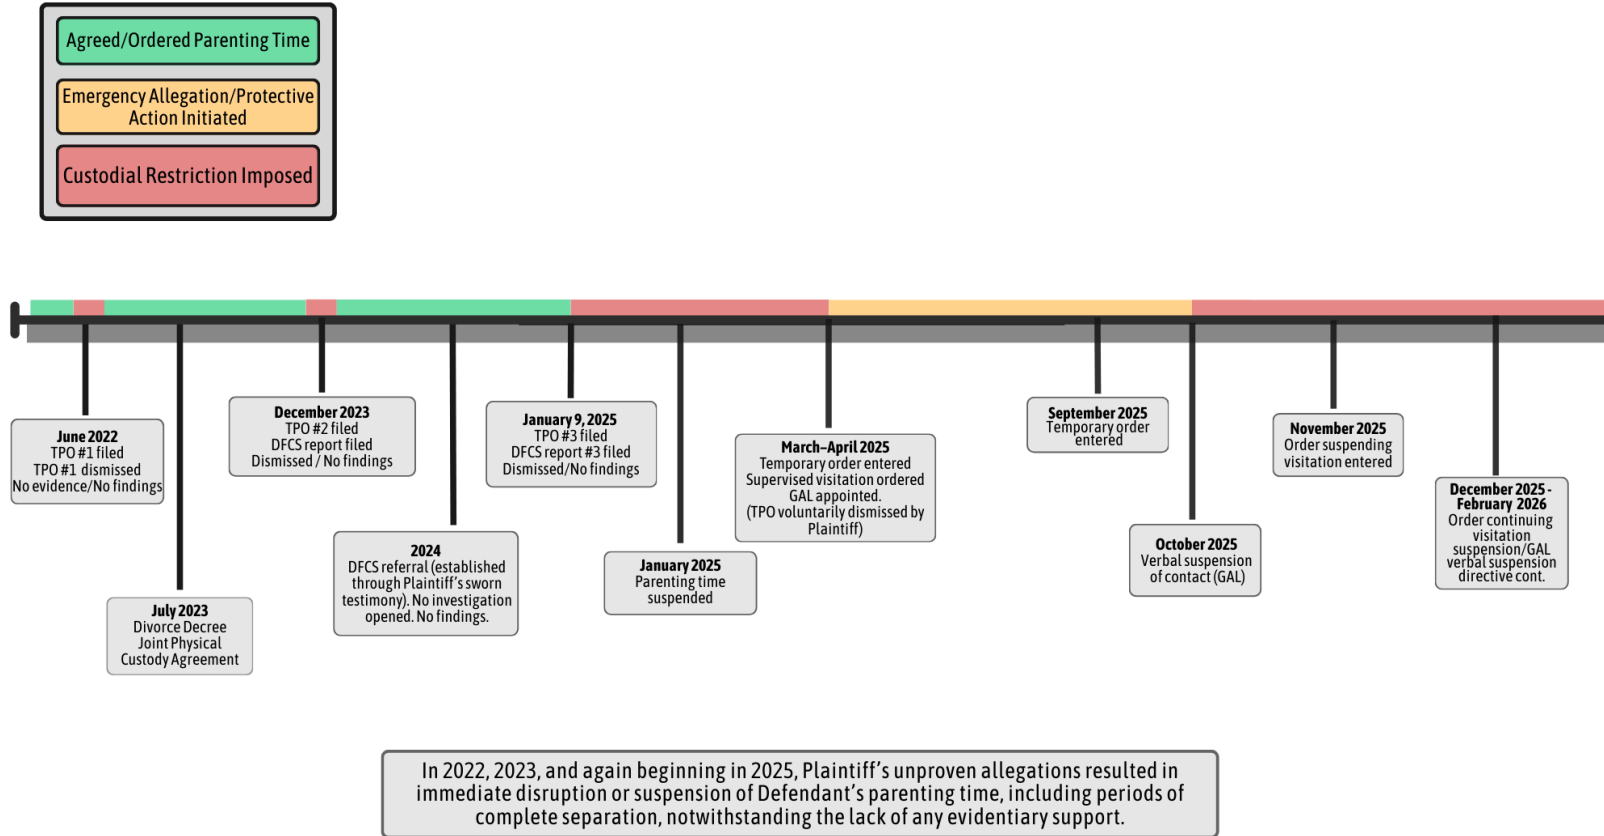 Agreed/Ordered Parenting Time
Emergency Allegation/Protective
Action Initiated
Custodial Restriction Imposed
June 2022
TPO #1 filed
TPO #1 dismissed
No evidence/No findings
July 2023
Divorce Decree
Joint Physical
Custody Agreement
December 2023
TPO #2 filed
DFCS report filed
Dismissed / No findings
2024
DFCS referral (established
through Plaintiff's sworn
testimony). No investigation
opened. No findings.
January 9, 2025
TPO #3 filed
DFCS report #3 filed
Dismissed/No findings
January 2025
Parenting time
suspended
March–April 2025
Temporary order entered
Supervised visitation ordered
GAL appointed.
(TPO voluntarily dismissed by
Plaintiff)
September 2025
Temporary order
entered
October 2025
Verbal suspension
of contact (GAL)
November 2025
Order suspending
visitation entered
December 2025 -
February 2026
Order continuing
visitation
suspension/GAL
verbal suspension
directive cont.
In 2022, 2023, and again beginning in 2025, Plaintiff's unproven allegations resulted in
immediate disruption or suspension of Defendant's parenting time, including periods of
complete separation, notwithstanding the lack of any evidentiary support.